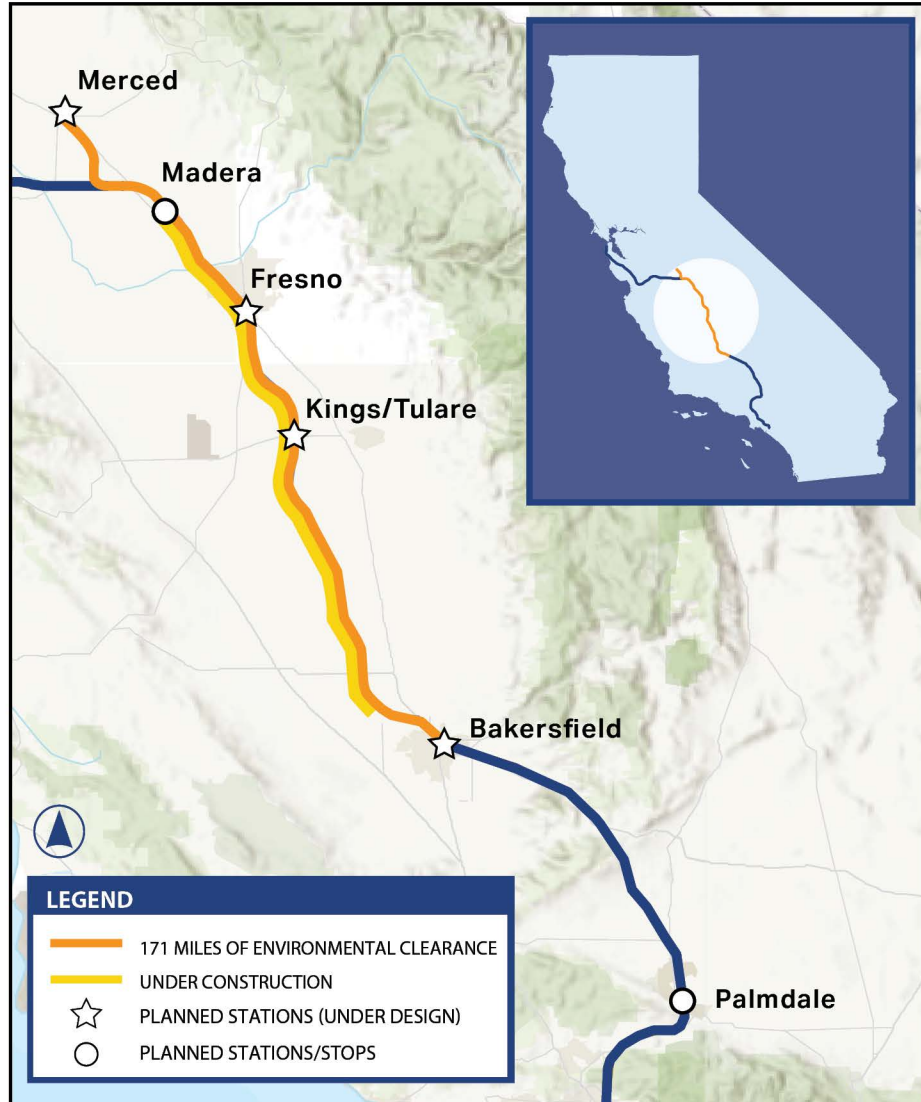 Merced
Madera
Fresno
Kings/Tulare
Bakersfield
Palmdale
LEGEND
171 MILES OF ENVIRONMENTAL CLEARANCE
UNDER CONSTRUCTION
PLANNED STATIONS (UNDER DESIGN)
PLANNED STATIONS/STOPS